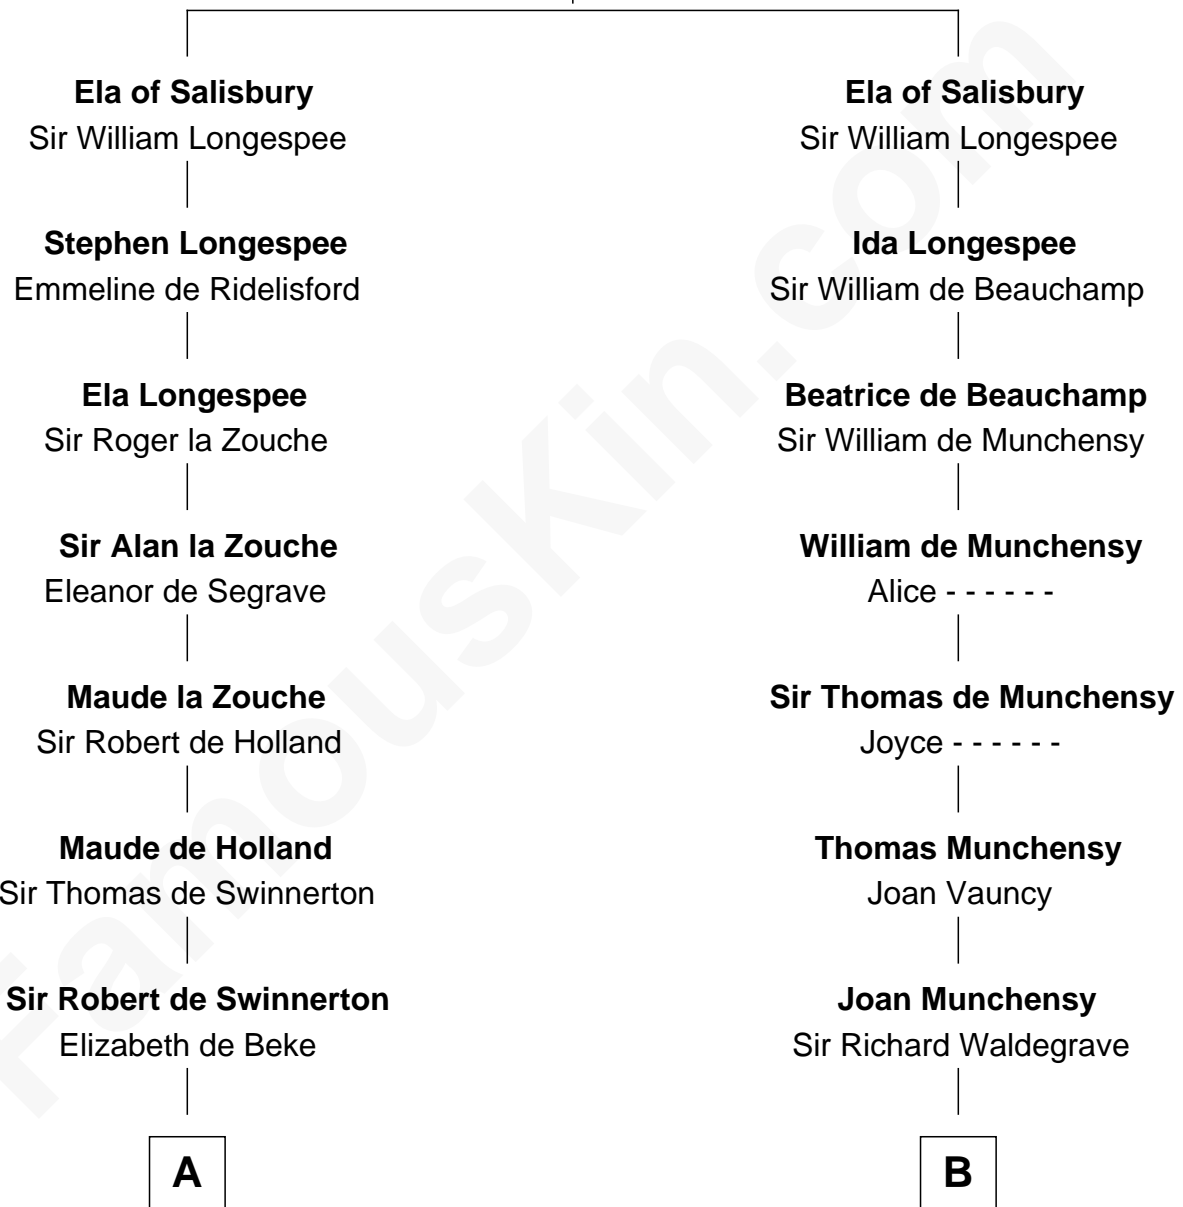 Ela of Salisbury
Sir William Longespee
Stephen Longespee
Emmeline de Ridelisford
Ela Longespee
Sir Roger la Zouche
Sir Alan la Zouche
Eleanor de Segrave
Maude la Zouche
Sir Robert de Holland
Maude de Holland
Sir Thomas de Swinnerton
Sir Robert de Swinnerton
Elizabeth de Beke
A
Ela of Salisbury
Sir William Longespee
Ida Longespee
Sir William de Beauchamp
Beatrice de Beauchamp
Sir William de Munchensy
William de Munchensy
Alice - - - - - -
Sir Thomas de Munchensy
Joyce - - - - - -
Thomas Munchensy
Joan Vauncy
Joan Munchensy
Sir Richard Waldegrave
B
FamousKin.com